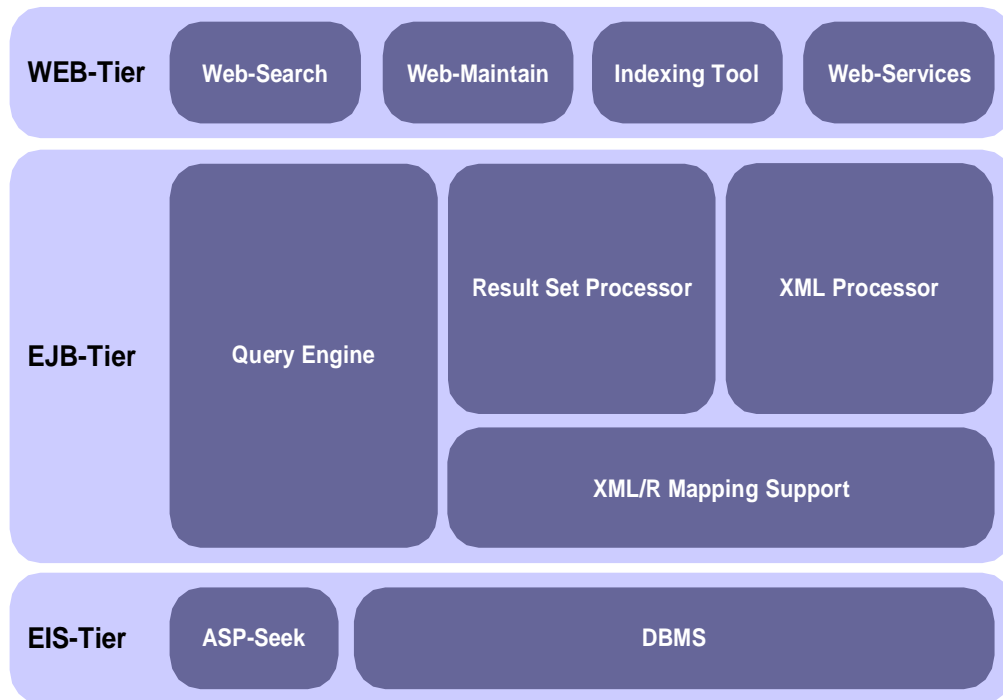 WEB-Tier
Web-Search
Web-Maintain
Indexing Tool
Web-Services
EJB-Tier
Query Engine
Result Set Processor
XML Processor
XML/R Mapping Support
EIS-Tier
ASP-Seek
DBMS